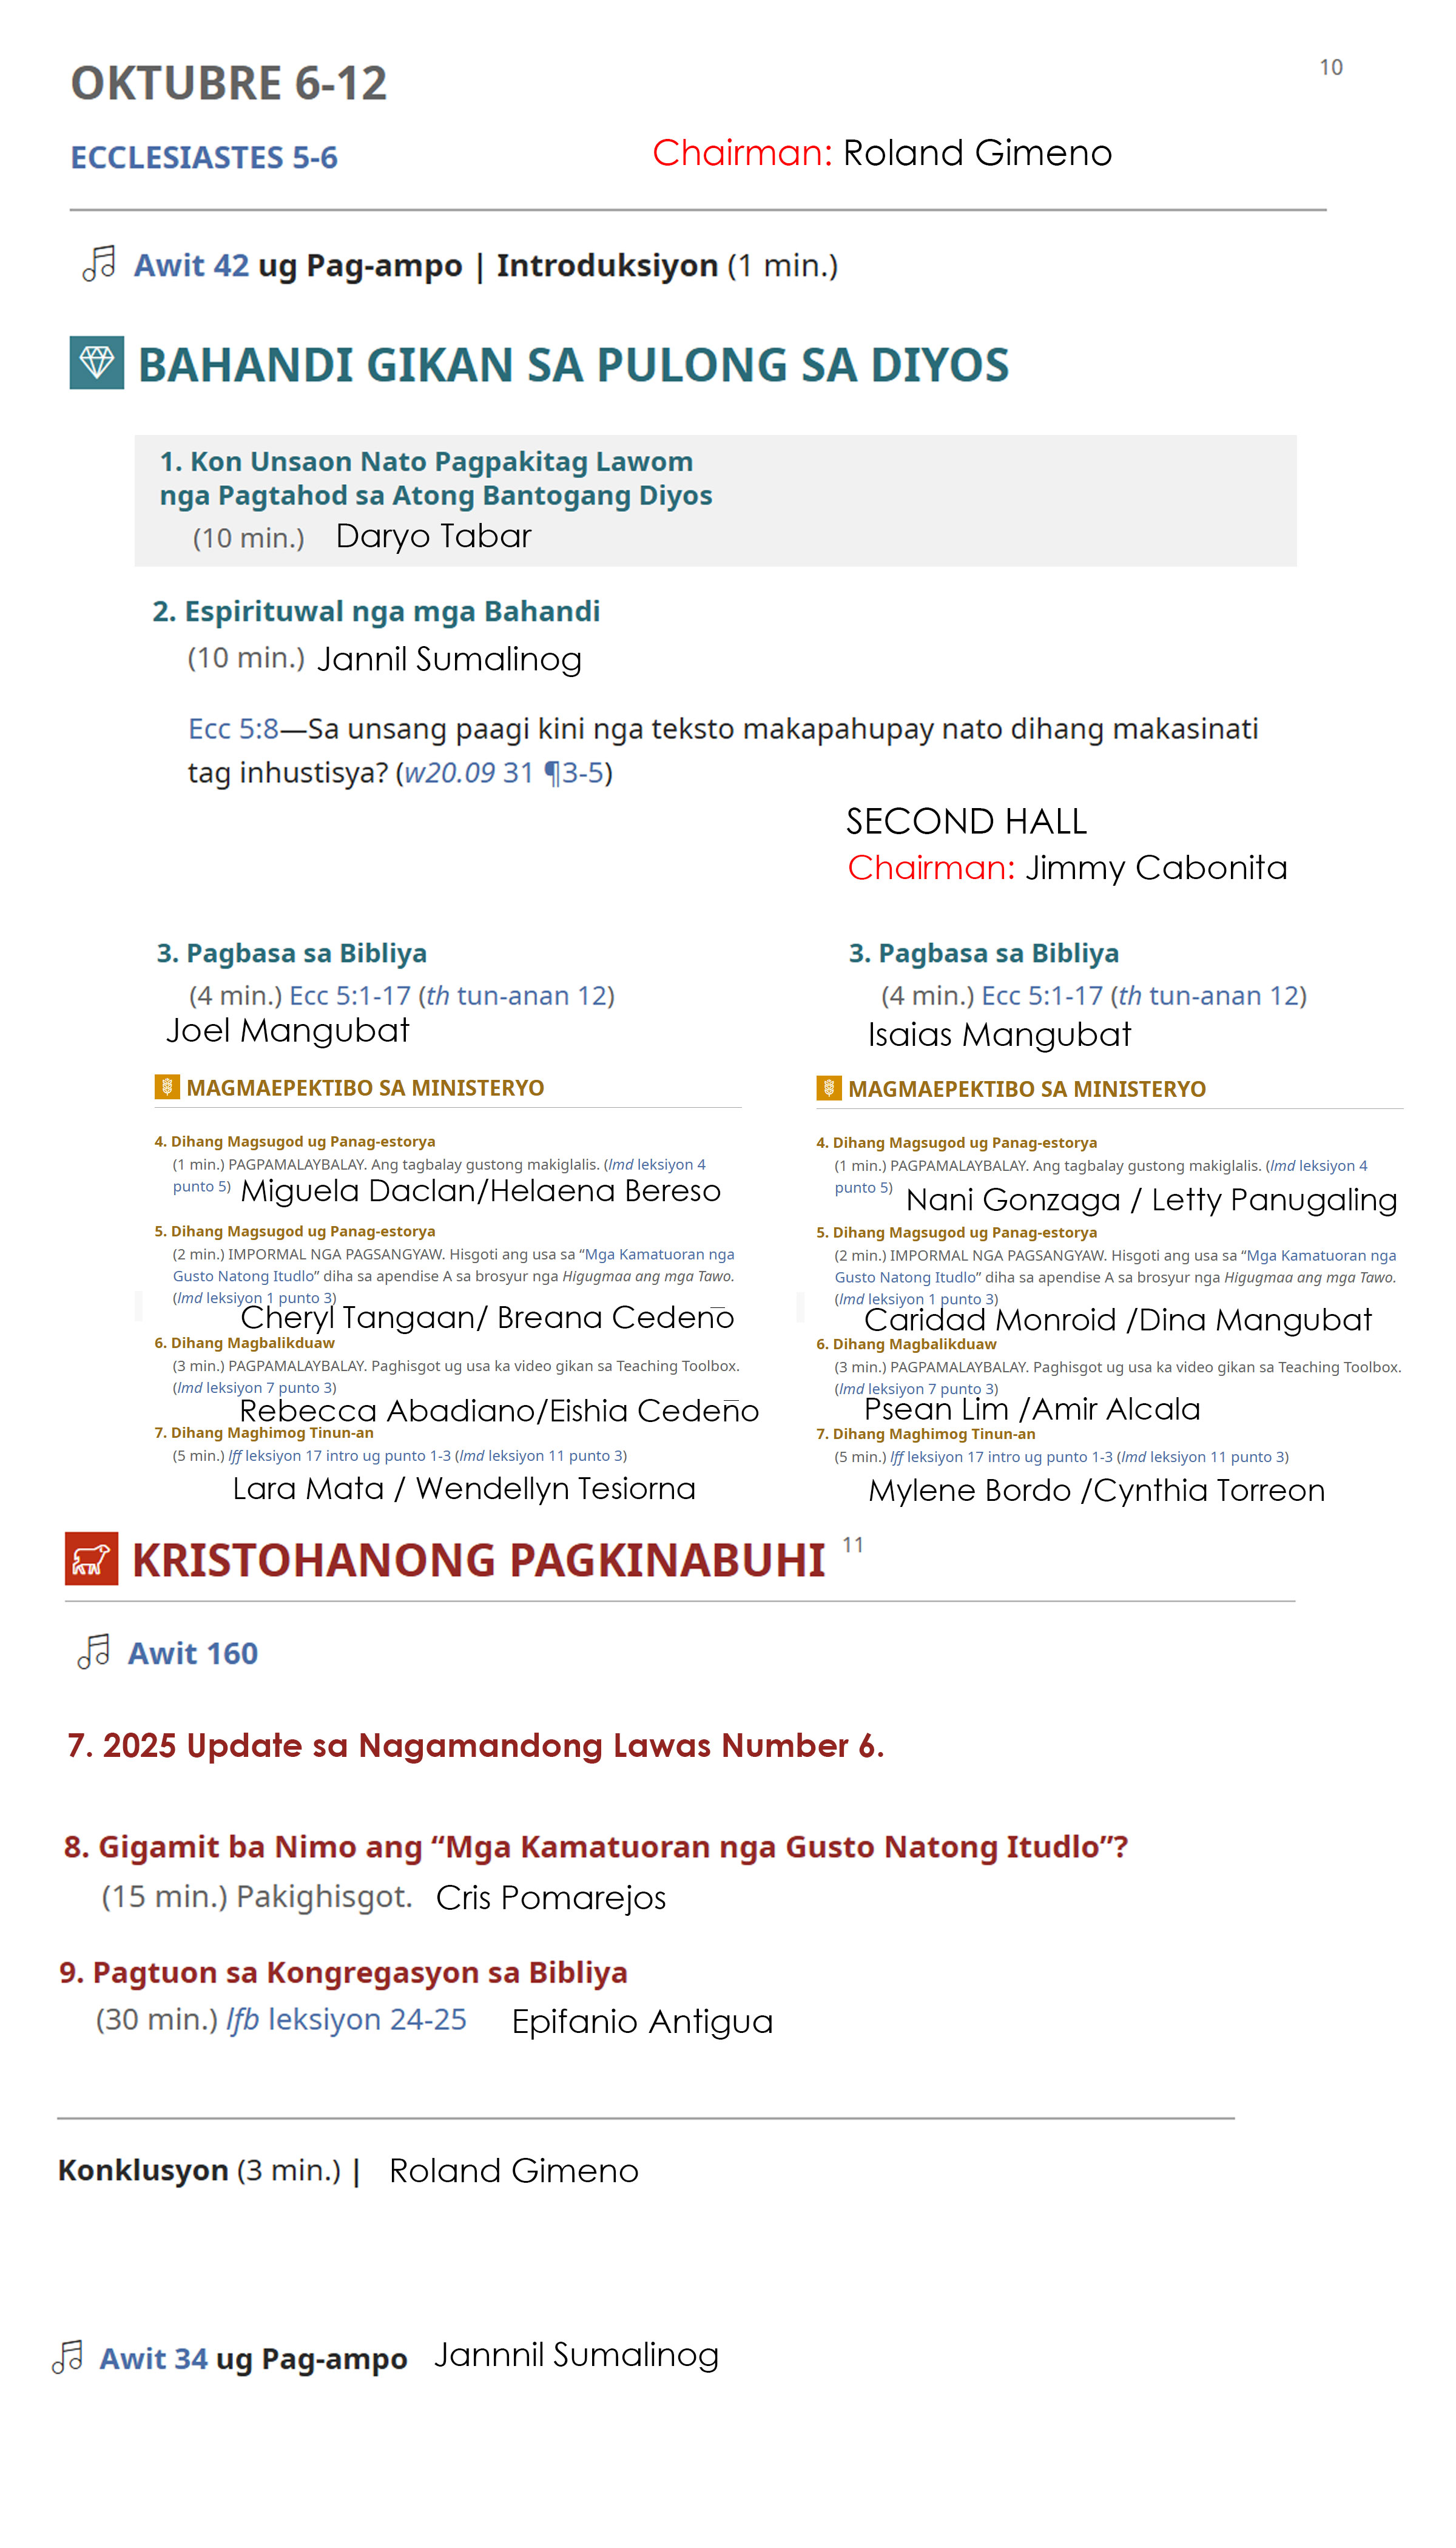 OKTUBRE 6-12
10
ECCLESIASTES 5-6
Chairman: Roland Gimeno
Awit 42 ug Pag-ampo | Introduksiyon (1 min.)
BAHANDI GIKAN SA PULONG SA DIYOS
1. Kon Unsaon Nato Pagpakitag Lawom
nga Pagtahod sa Atong Bantogang Diyos
(10 min.) Daryo Tabar
2. Espirituwal nga mga Bahandi
(10 min.) Jannil Sumalinog
Ecc 5:8—Sa unsang paagi kini nga teksto makapahupay nato dihang makasinati
tag inhustisya? (w20.09 31 ¶3-5)
SECOND HALL
Chairman: Jimmy Cabonita
3. Pagbasa sa Bibliya
(4 min.) Ecc 5:1-17 (th tun-anan 12)
Joel Mangubat
MAGMAEPEKTIBO SA MINISTERYO
4. Dihang Magsugod ug Panag-estorya
(1 min.) PAGPAMALAYBALAY. Ang tagbalay gustong makiglalis. (lmd leksiyon 4
punto 5) Miguela Daclan/Helaena Bereso
5. Dihang Magsugod ug Panag-estorya
(2 min.) IMPORMAL NGA PAGSANGYAW. Hisgoti ang usa sa “Mga Kamatuoran nga
Gusto Natong Itudlo” diha sa apendise A sa brosyur nga Higugmaa ang mga Tawo.
(lmd leksiyon 1 punto 3)
Cheryl Tangaan/ Breana Cedeño
6. Dihang Magbalikduaw
(3 min.) PAGPAMALAYBALAY. Paghisgot ug usa ka video gikan sa Teaching Toolbox.
(lmd leksiyon 7 punto 3)
Rebecca Abadiano/Eishia Cedeño
7. Dihang Maghimog Tinun-an
(5 min.) lff leksiyon 17 intro ug punto 1-3 (lmd leksiyon 11 punto 3)
Lara Mata / Wendellyn Tesiorna
3. Pagbasa sa Bibliya
(4 min.) Ecc 5:1-17 (th tun-anan 12)
Isaias Mangubat
MAGMAEPEKTIBO SA MINISTERYO
4. Dihang Magsugod ug Panag-estorya
(1 min.) PAGPAMALAYBALAY. Ang tagbalay gustong makiglalis. (lmd leksiyon 4
punto 5) Nani Gonzaga / Letty Panugaling
5. Dihang Magsugod ug Panag-estorya
(2 min.) IMPORMAL NGA PAGSANGYAW. Hisgoti ang usa sa “Mga Kamatuoran nga
Gusto Natong Itudlo” diha sa apendise A sa brosyur nga Higugmaa ang mga Tawo.
(lmd leksiyon 1 punto 3)
Caridad Monroid /Dina Mangubat
6. Dihang Magbalikduaw
(3 min.) PAGPAMALAYBALAY. Paghisgot ug usa ka video gikan sa Teaching Toolbox.
(lmd leksiyon 7 punto 3)
Psean Lim /Amir Alcala
7. Dihang Maghimog Tinun-an
(5 min.) lff leksiyon 17 intro ug punto 1-3 (lmd leksiyon 11 punto 3)
Mylene Bordo /Cynthia Torreon
KRISTOHANONG PAGKINABUHI 11
Awit 160
7. 2025 Update sa Nagamandong Lawas Number 6.
8. Gigamit ba Nimo ang “Mga Kamatuoran nga Gusto Natong Itudlo”?
(15 min.) Pakighisgot. Cris Pomarejos
9. Pagtuon sa Kongregasyon sa Bibliya
(30 min.) lfb leksiyon 24-25 Epifanio Antigua
Konklusyon (3 min.) | Roland Gimeno
Awit 34 ug Pag-ampo Jannnil Sumalinog